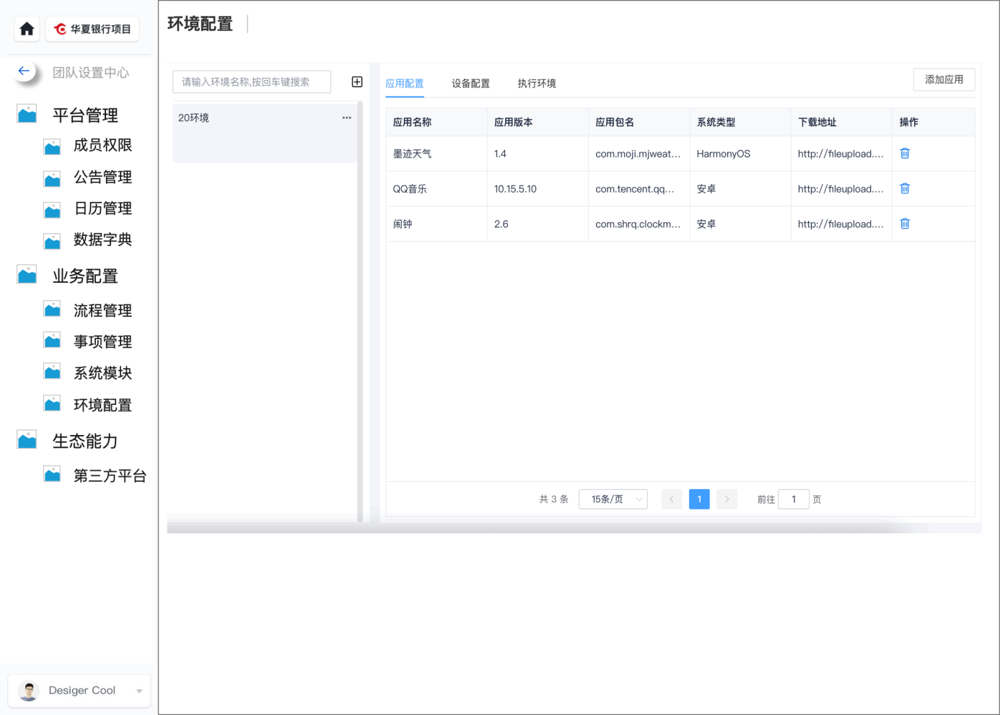 华夏银行项目
团队设置中心
平台管理
成员权限
公告管理
日历管理
数据字典
业务配置
流程管理
事项管理
系统模块
环境配置
生态能力
第三方平台
Desiger Cool
环境配置
请输入环境名称,按回车键搜索
20环境
应用配置 设备配置 执行环境 添加应用
应用名称 应用版本 应用包名 系统类型 下载地址 操作
墨迹天气 1.4 com.moji.mjweat... HarmonyOS http://fileupload....
QQ音乐 10.15.5.10 com.tencent.qq... 安卓 http://fileupload....
闹钟 2.6 com.shrq.clockm... 安卓 http://fileupload....
共 3 条 15条/页 1 前往 1 页